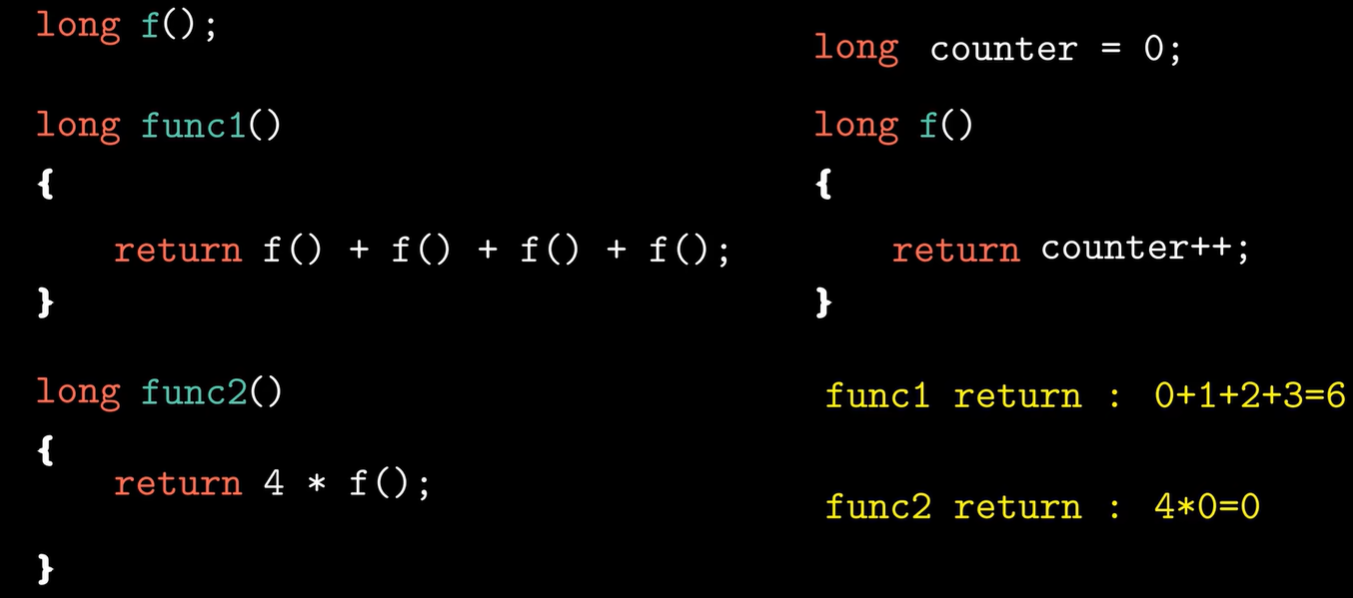 long f();
long func1()
{
return f() + f() + f() + f();
}
long func2()
{
return 4 * f();
}
long counter = 0;
long f()
{
return counter++;
}
func1 return : 0+1+2+3=6
func2 return : 4*0=0